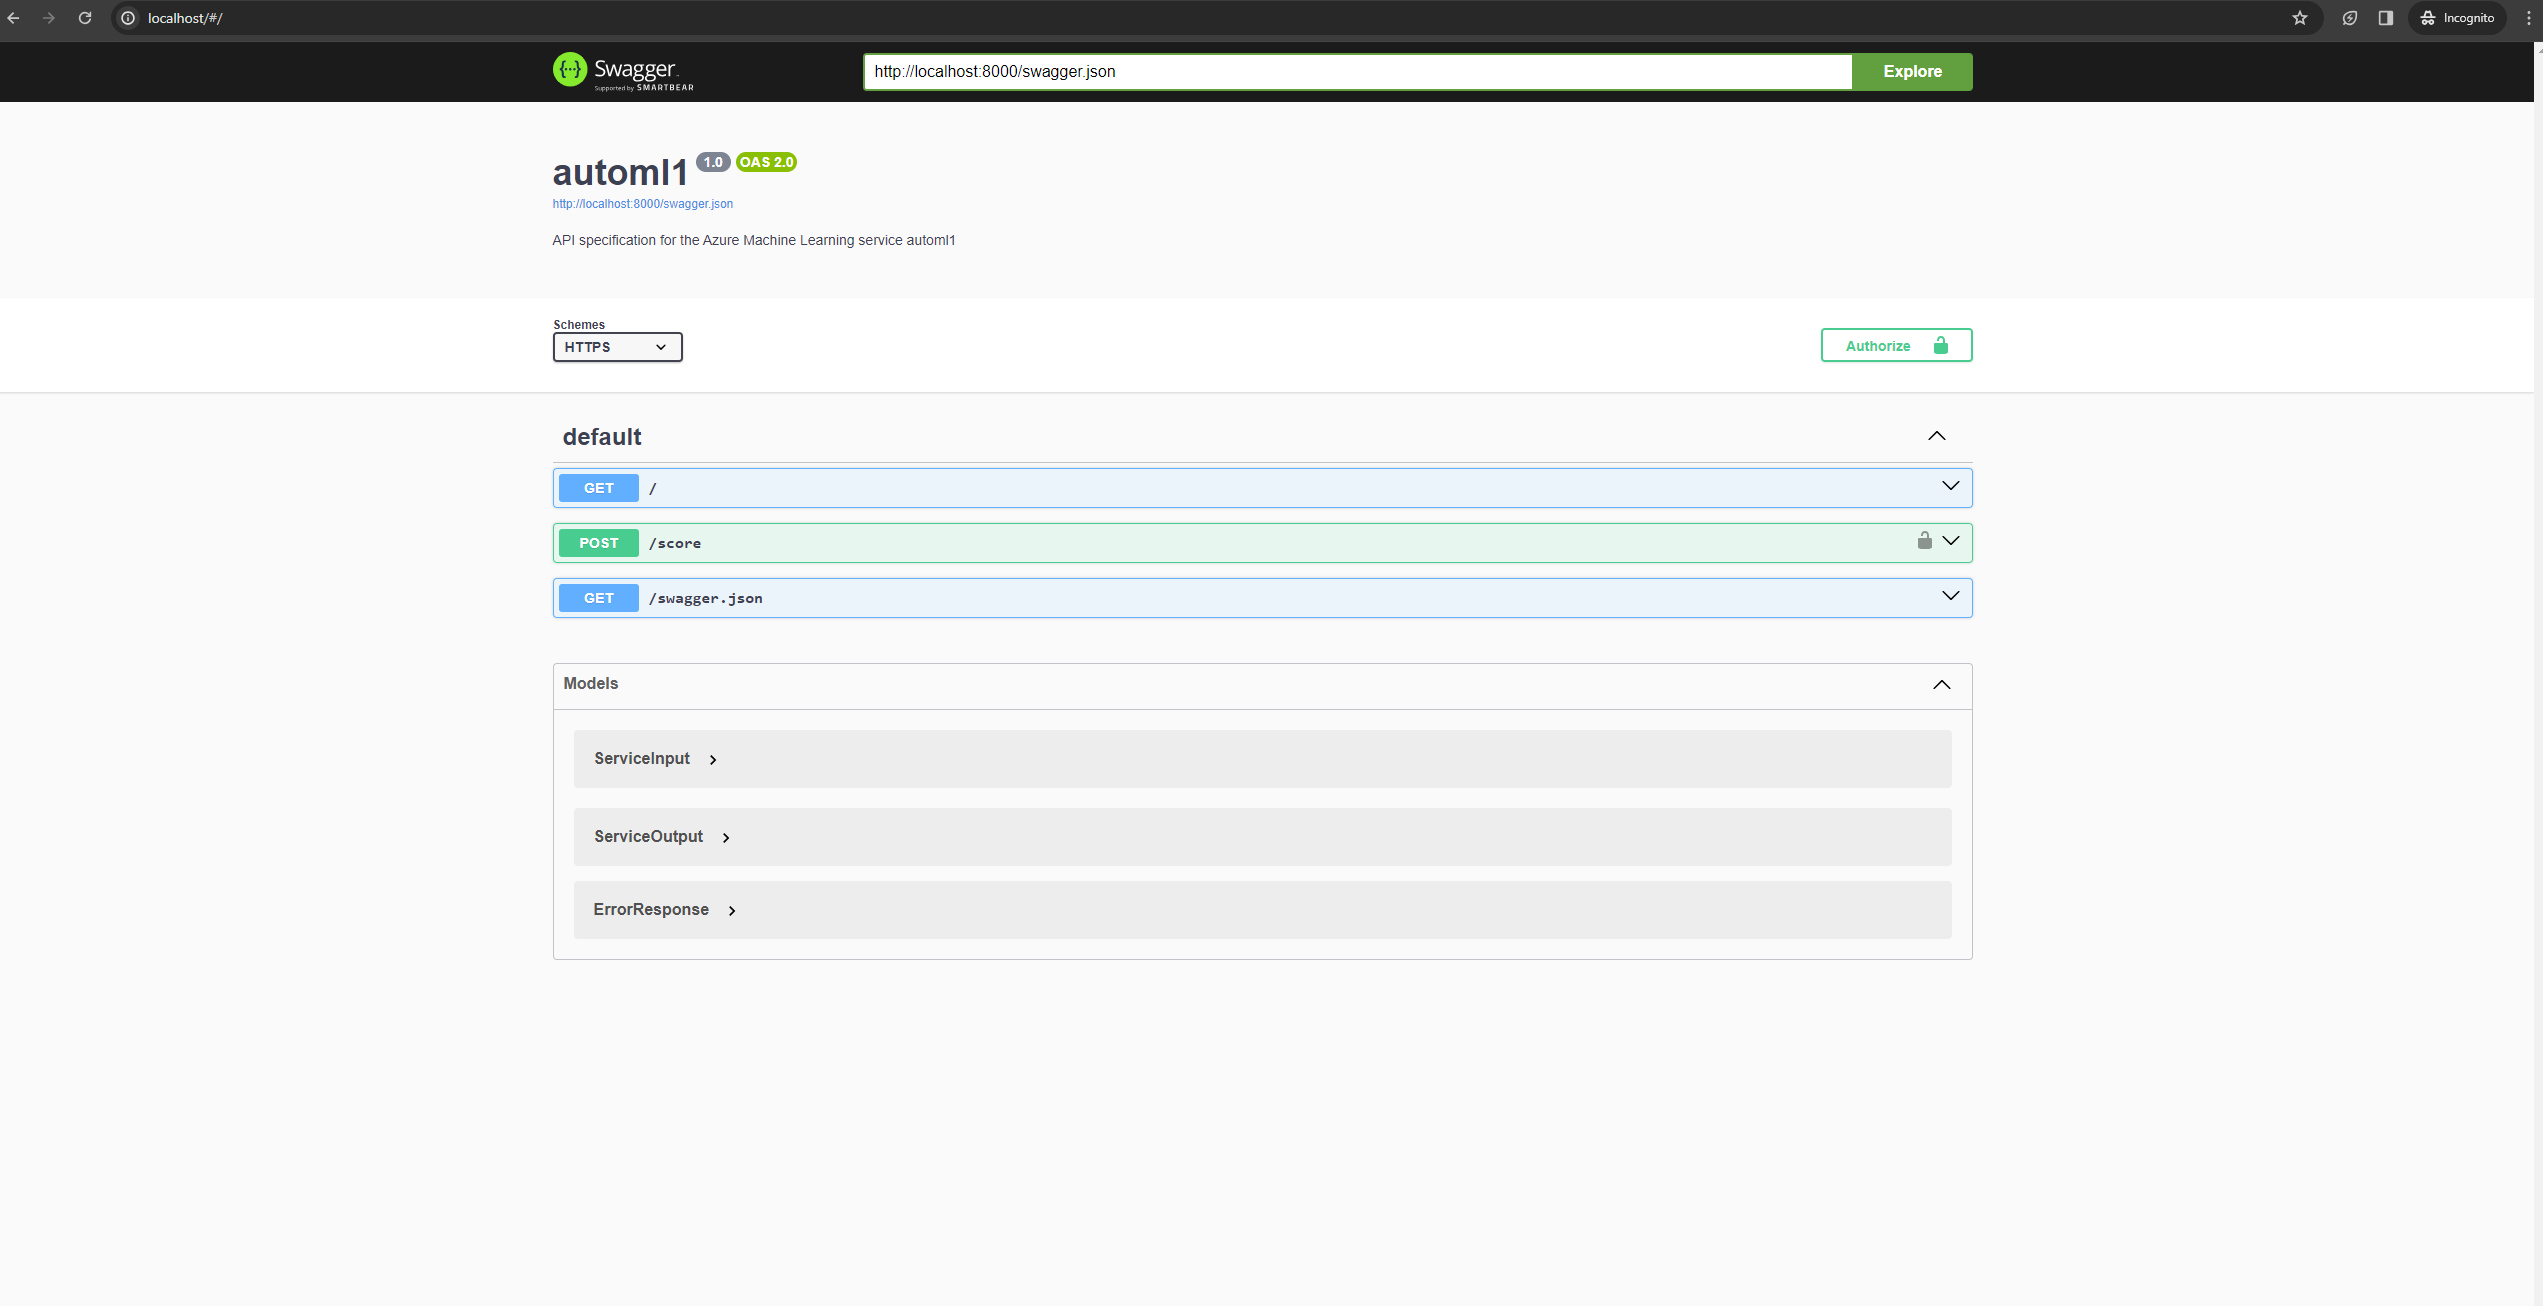 localhost/#/
Incognito
{···} Swagger
Supported by SMARTBEAR
http://localhost:8000/swagger.json
Explore
automl1 1.0 OAS 2.0
http://localhost:8000/swagger.json
API specification for the Azure Machine Learning service automl1
Schemes
HTTPS
Authorize
default
GET /
POST /score
GET /swagger.json
Models
ServiceInput
ServiceOutput
ErrorResponse